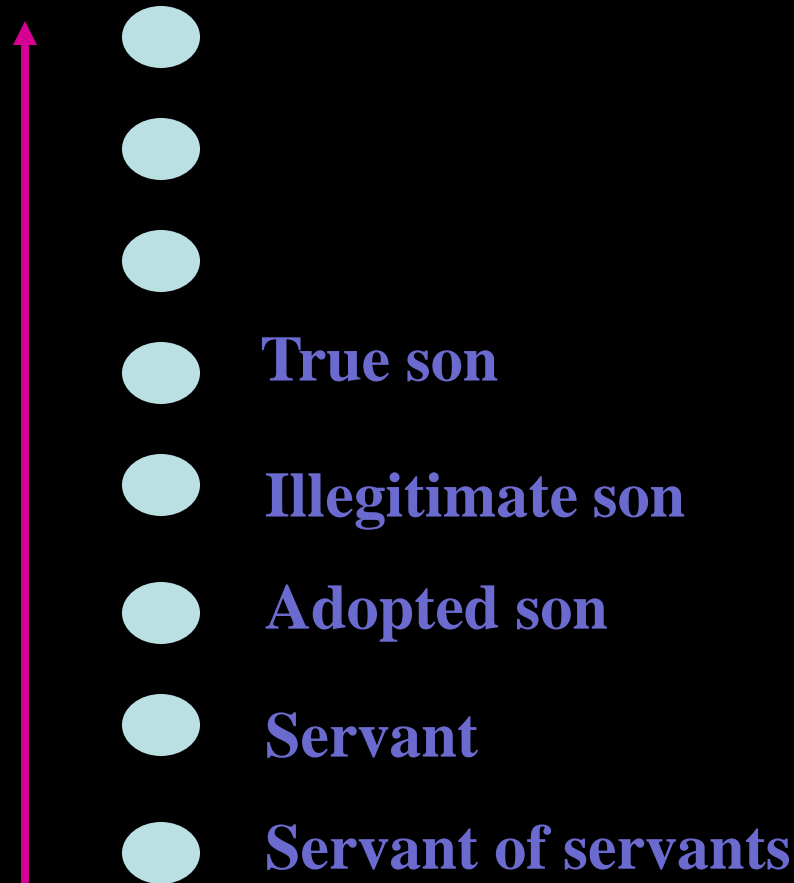 True son
Illegitimate son
Adopted son
Servant
Servant of servants